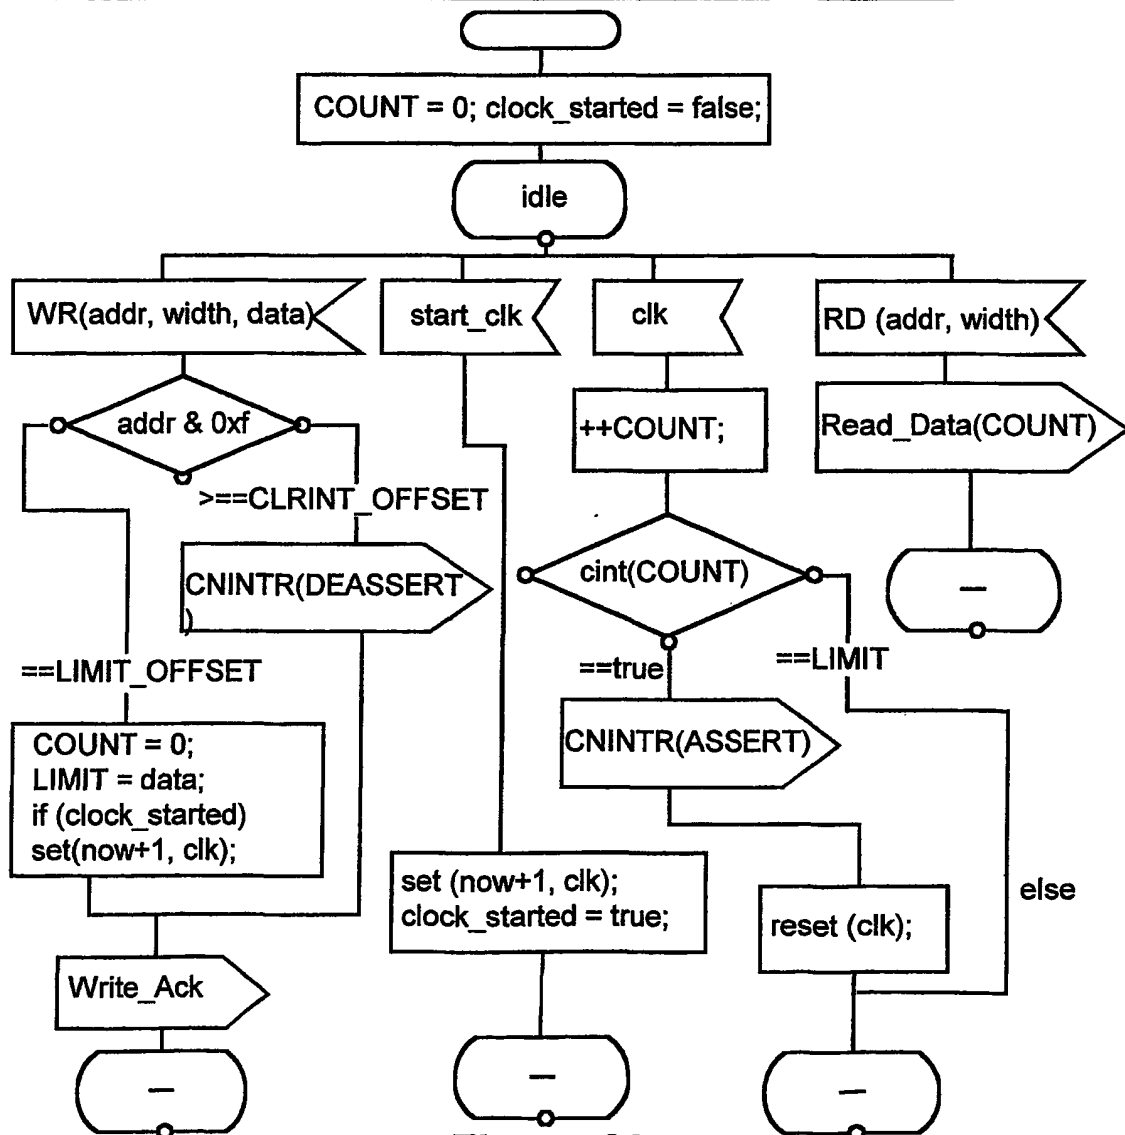 COUNT = 0; clock_started = false;
idle
WR(addr, width, data)
start_clk
clk
RD (addr, width)
addr & 0xf
++COUNT;
Read_Data(COUNT)
>==CLRINT_OFFSET
CNINTR(DEASSERT
)
cint(COUNT)
–
==LIMIT_OFFSET
==true
==LIMIT
COUNT = 0;
LIMIT = data;
if (clock_started)
set(now+1, clk);
CNINTR(ASSERT)
set (now+1, clk);
clock_started = true;
reset (clk);
else
Write_Ack
–
–
–